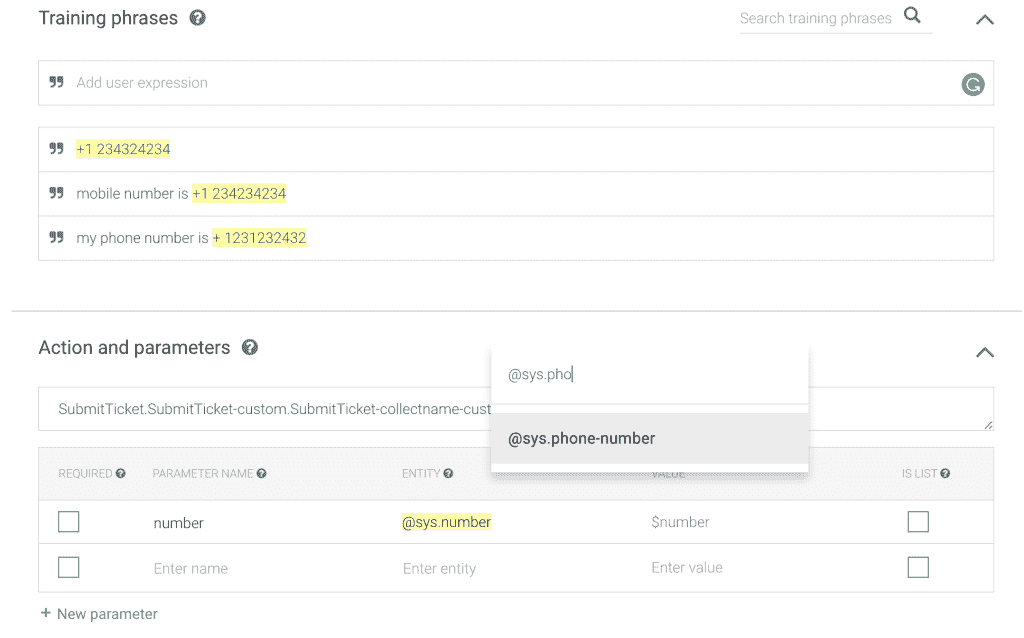 Training phrases
Search training phrases
Add user expression
+1 234324234
mobile number is +1 234234234
my phone number is + 1231232432
Action and parameters
@sys.pho
SubmitTicket.SubmitTicket-custom.SubmitTicket-collectname-cust
@sys.phone-number
REQUIRED PARAMETER NAME ENTITY VALUE IS LIST
number @sys.number $number
Enter name Enter entity Enter value
+ New parameter